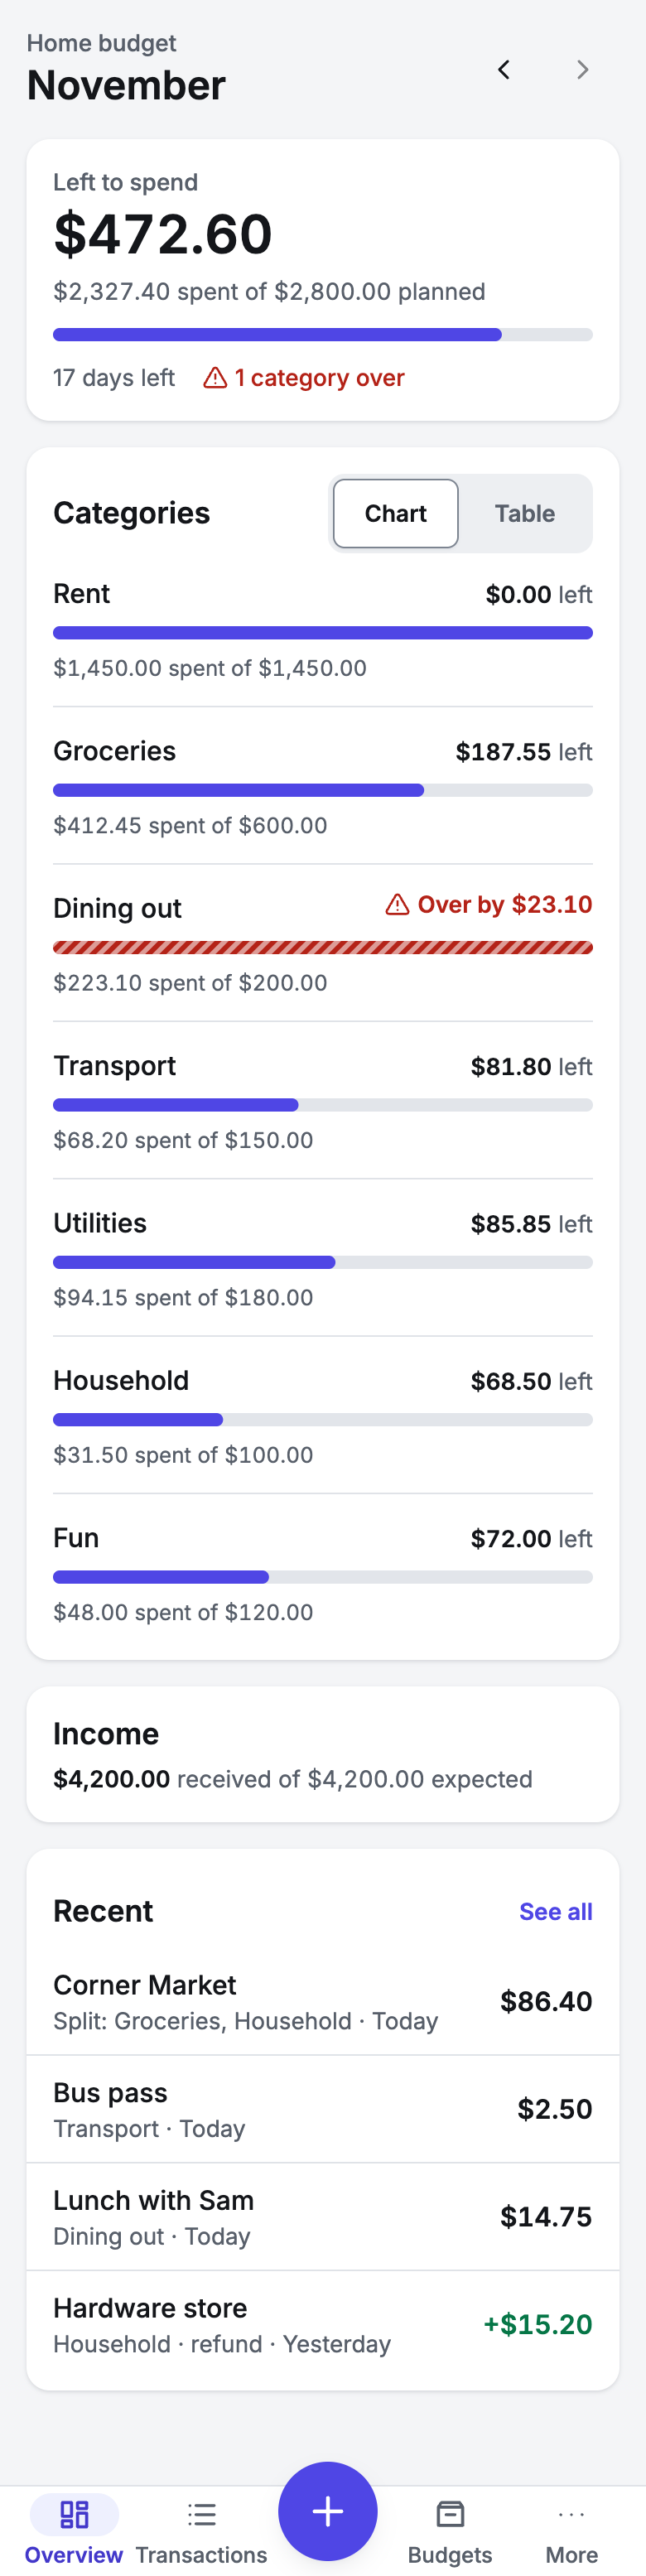 Home budget
November
Left to spend
$472.60
$2,327.40 spent of $2,800.00 planned
17 days left 1 category over
Categories Chart Table
Rent $0.00 left
$1,450.00 spent of $1,450.00
Groceries $187.55 left
$412.45 spent of $600.00
Dining out Over by $23.10
$223.10 spent of $200.00
Transport $81.80 left
$68.20 spent of $150.00
Utilities $85.85 left
$94.15 spent of $180.00
Household $68.50 left
$31.50 spent of $100.00
Fun $72.00 left
$48.00 spent of $120.00
Income
$4,200.00 received of $4,200.00 expected
Recent See all
Corner Market $86.40
Split: Groceries, Household · Today
Bus pass $2.50
Transport · Today
Lunch with Sam $14.75
Dining out · Today
Hardware store +$15.20
Household · refund · Yesterday
Overview Transactions Budgets More